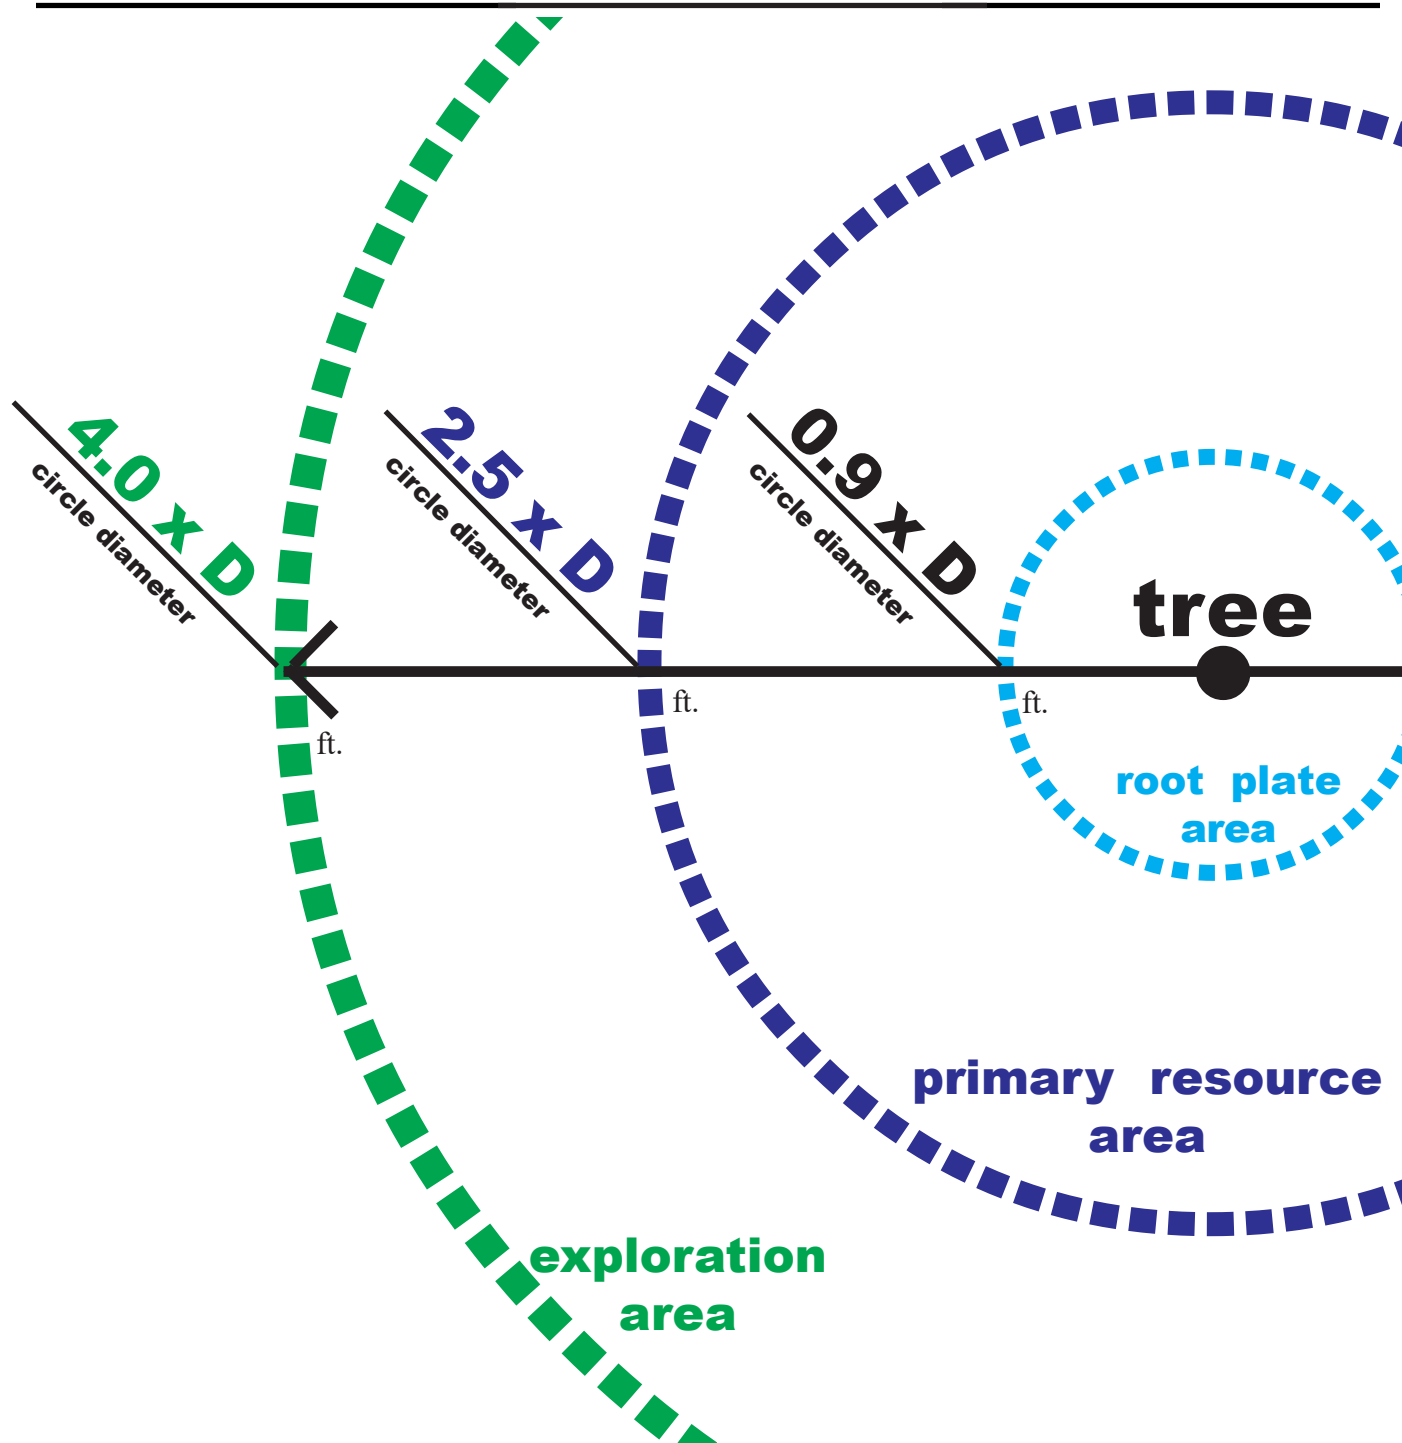 4.0 x D
circle diameter
2.5 x D
circle diameter
0.9 x D
circle diameter
tree
ft.
ft.
ft.
root plate
area
primary resource
area
exploration
area